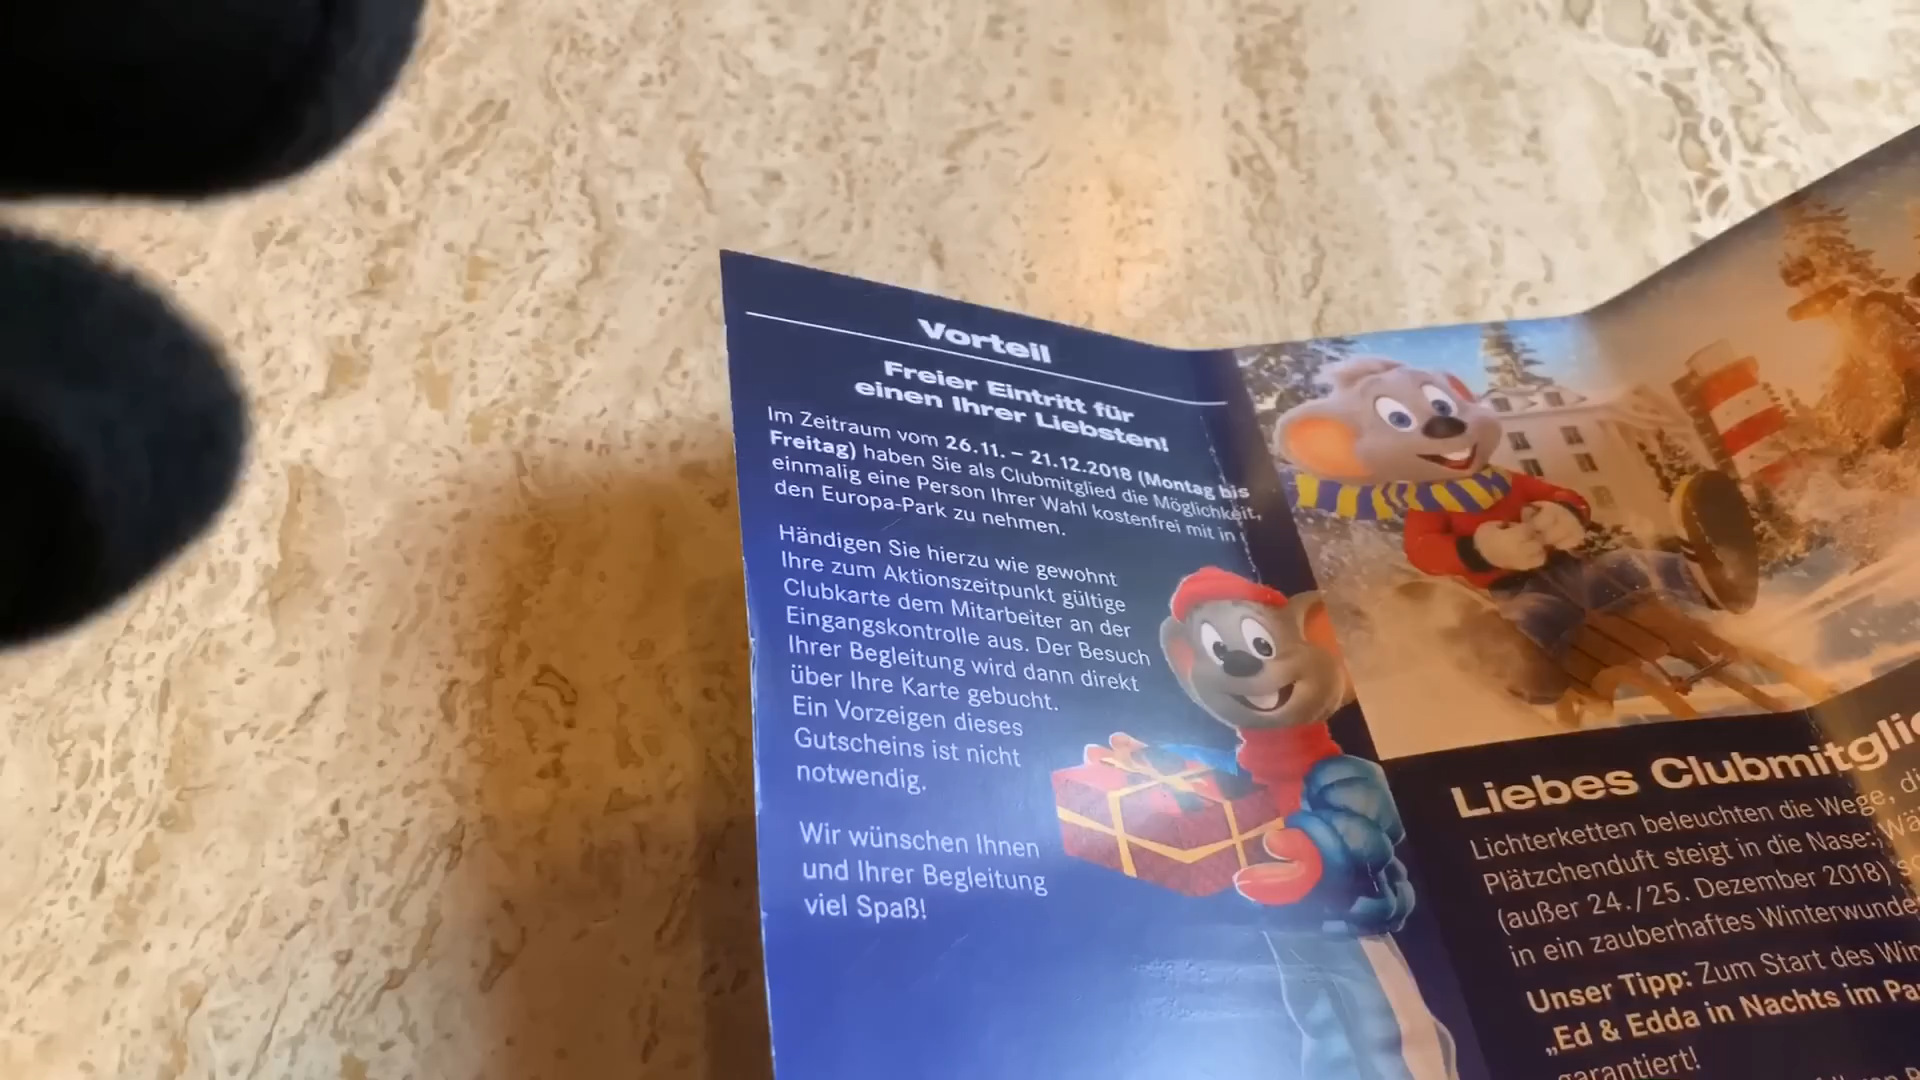 Vorteil
Freier Eintritt für
einen Ihrer Liebsten!
Im Zeitraum vom 26.11. – 21.12.2018 (Montag bis
Freitag) haben Sie als Clubmitglied die Möglichkeit,
einmalig eine Person Ihrer Wahl kostenfrei mit in
den Europa-Park zu nehmen.
Händigen Sie hierzu wie gewohnt
Ihre zum Aktionszeitpunkt gültige
Clubkarte dem Mitarbeiter an der
Eingangskontrolle aus. Der Besuch
Ihrer Begleitung wird dann direkt
über Ihre Karte gebucht.
Ein Vorzeigen dieses
Gutscheins ist nicht
notwendig.
Wir wünschen Ihnen
und Ihrer Begleitung
viel Spaß!
Liebes
Lichterketten beleuchten die Wege,
Plätzchenduft steigt in die Nase:
(außer 24./25. Dezember 2018)
in ein zauberhaftes
Unser Tipp: Zum Start des
„Ed & Edda in Nachts im
garantiert!